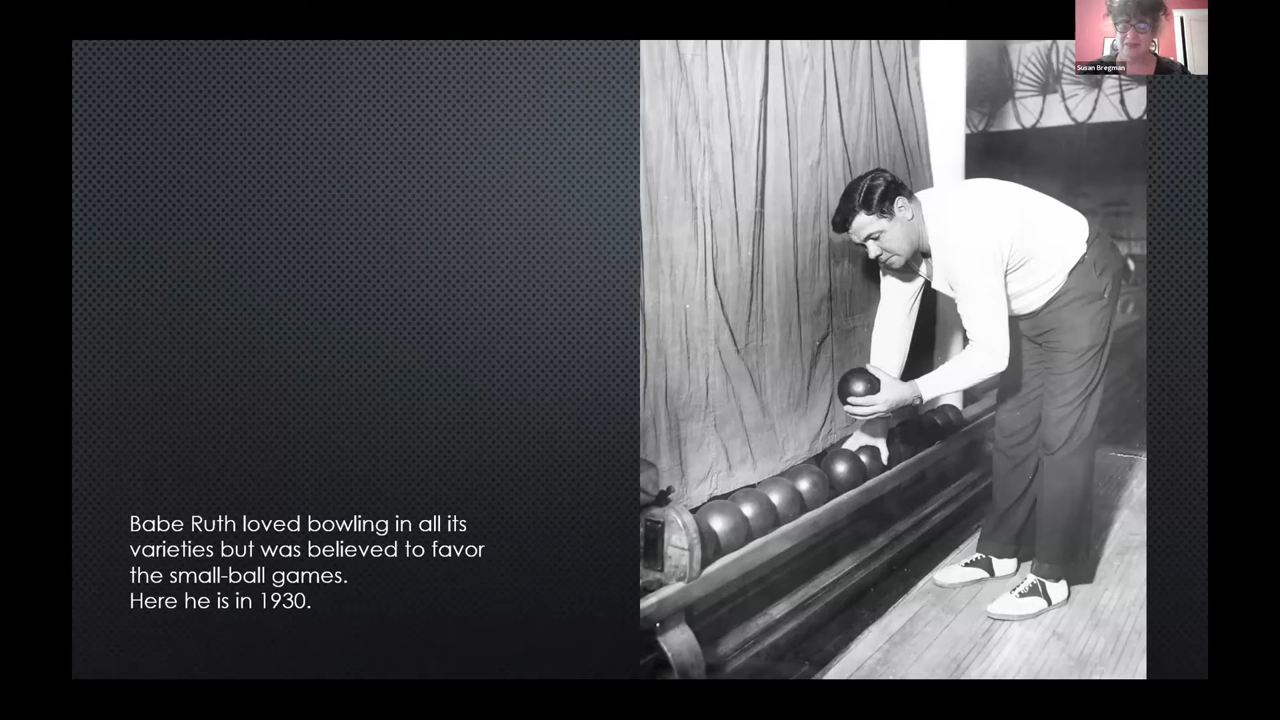 Susan Bregman
Babe Ruth loved bowling in all its
varieties but was believed to favor
the small-ball games.
Here he is in 1930.